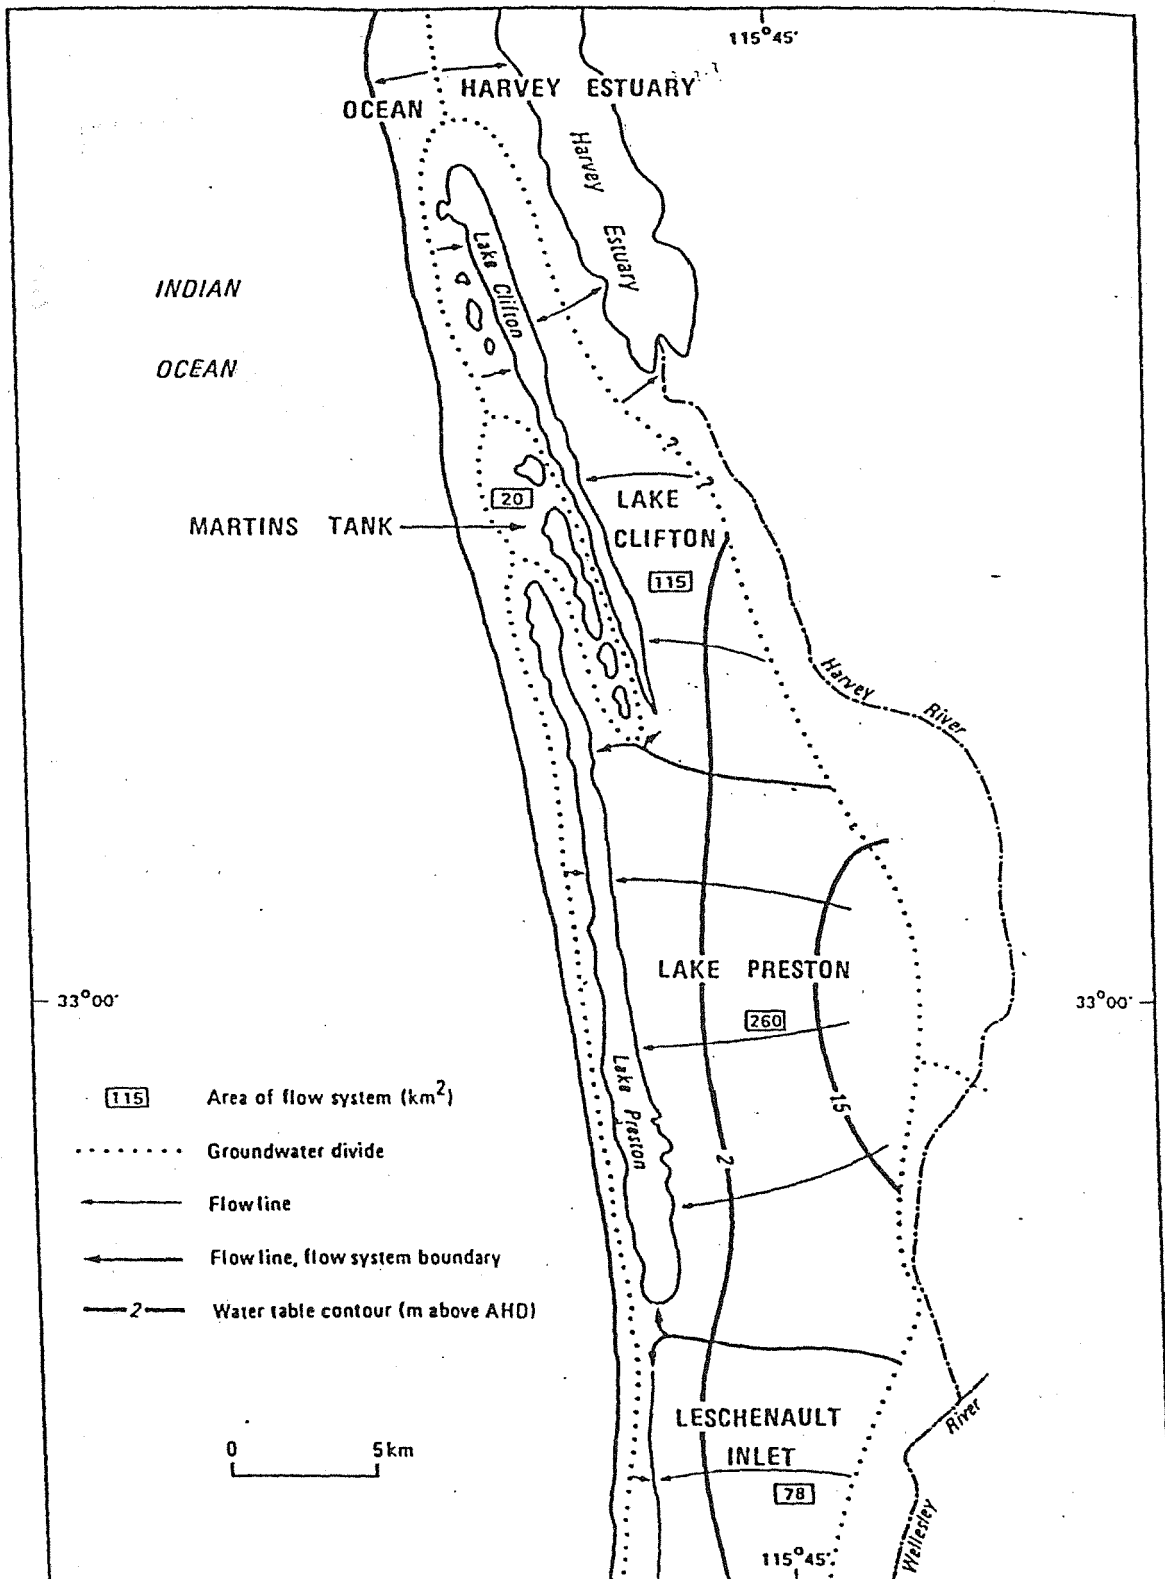 115°45'
HARVEY ESTUARY
OCEAN
Harvey
Estuary
Lake Clifton
INDIAN
OCEAN
20
MARTINS TANK
LAKE
CLIFTON
115
?
?
Harvey
River
?
LAKE PRESTON
33°00'
33°00'
260
Lake Preston
15
2
115 Area of flow system (km²)
Groundwater divide
Flow line
Flow line, flow system boundary
2 Water table contour (m above AHD)
LESCHENAULT
INLET
River
Wellesley
0 5 km
78
115°45'